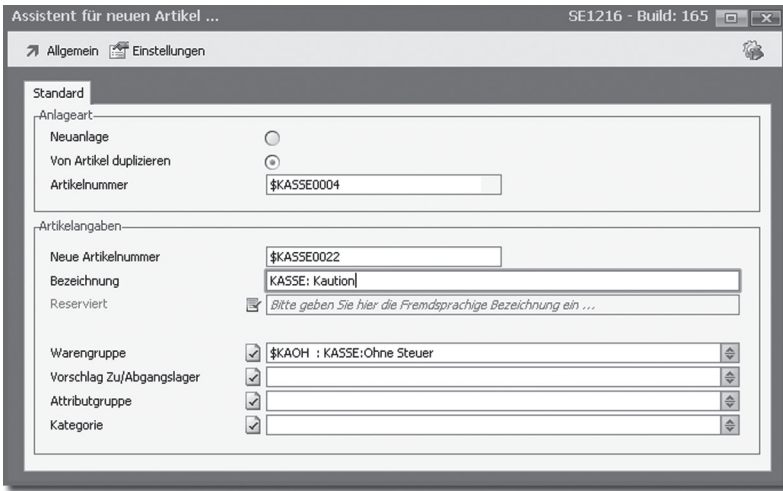 Assistent für neuen Artikel ... SE1216 - Build: 165
Allgemein Einstellungen
Standard
Anlageart
Neuanlage
Von Artikel duplizieren
Artikelnummer $KASSE0004
Artikelangaben
Neue Artikelnummer $KASSE0022
Bezeichnung KASSE: Kaution
Reserviert Bitte geben Sie hier die Fremdsprachige Bezeichnung ein ...
Warengruppe $KAOH : KASSE:Ohne Steuer
Vorschlag Zu/Abgangslager
Attributgruppe
Kategorie